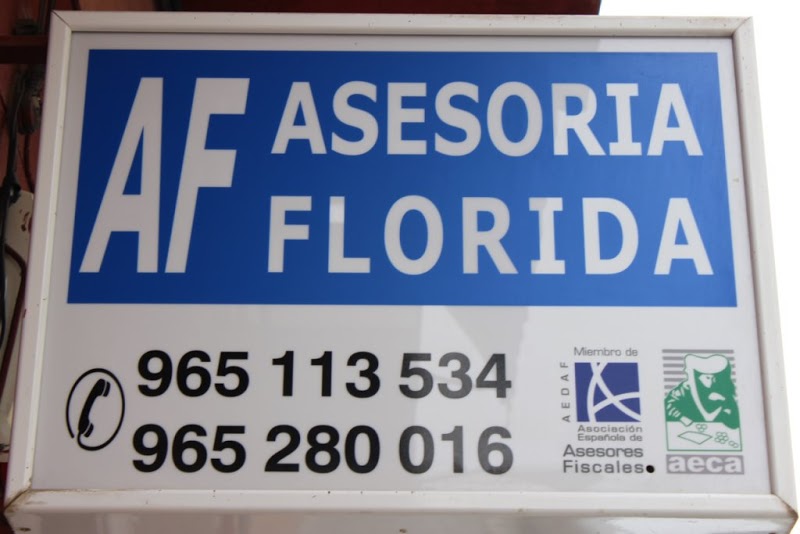 AF
ASESORIA
FLORIDA
965 113 534
965 280 016
Miembro de
AEDAF
Asociación
Española de
Asesores
Fiscales
aeca